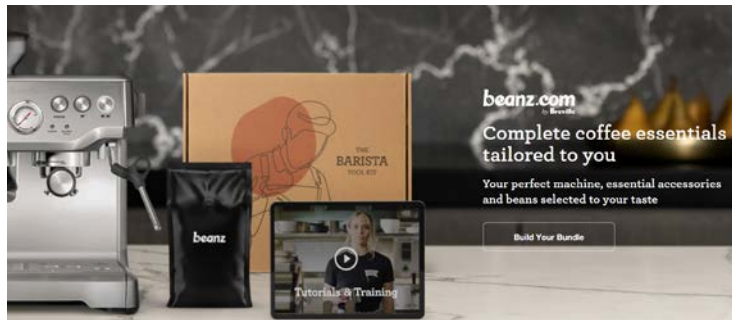 beanz.com
by Breville
Complete coffee essentials
tailored to you
Your perfect machine, essential accessories
and beans selected to your taste
Build Your Bundle
THE
BARISTA
TOOL KIT
beanz
Tutorials & Training